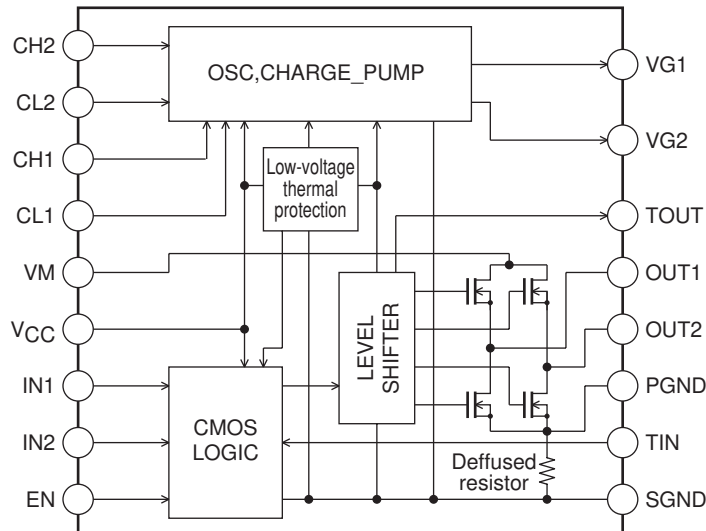 CH2
CL2
CH1
CL1
VM
VCC
IN1
IN2
EN
OSC,CHARGE_PUMP
Low-voltage
thermal
protection
LEVEL
SHIFTER
CMOS
LOGIC
Deffused
resistor
VG1
VG2
TOUT
OUT1
OUT2
PGND
TIN
SGND